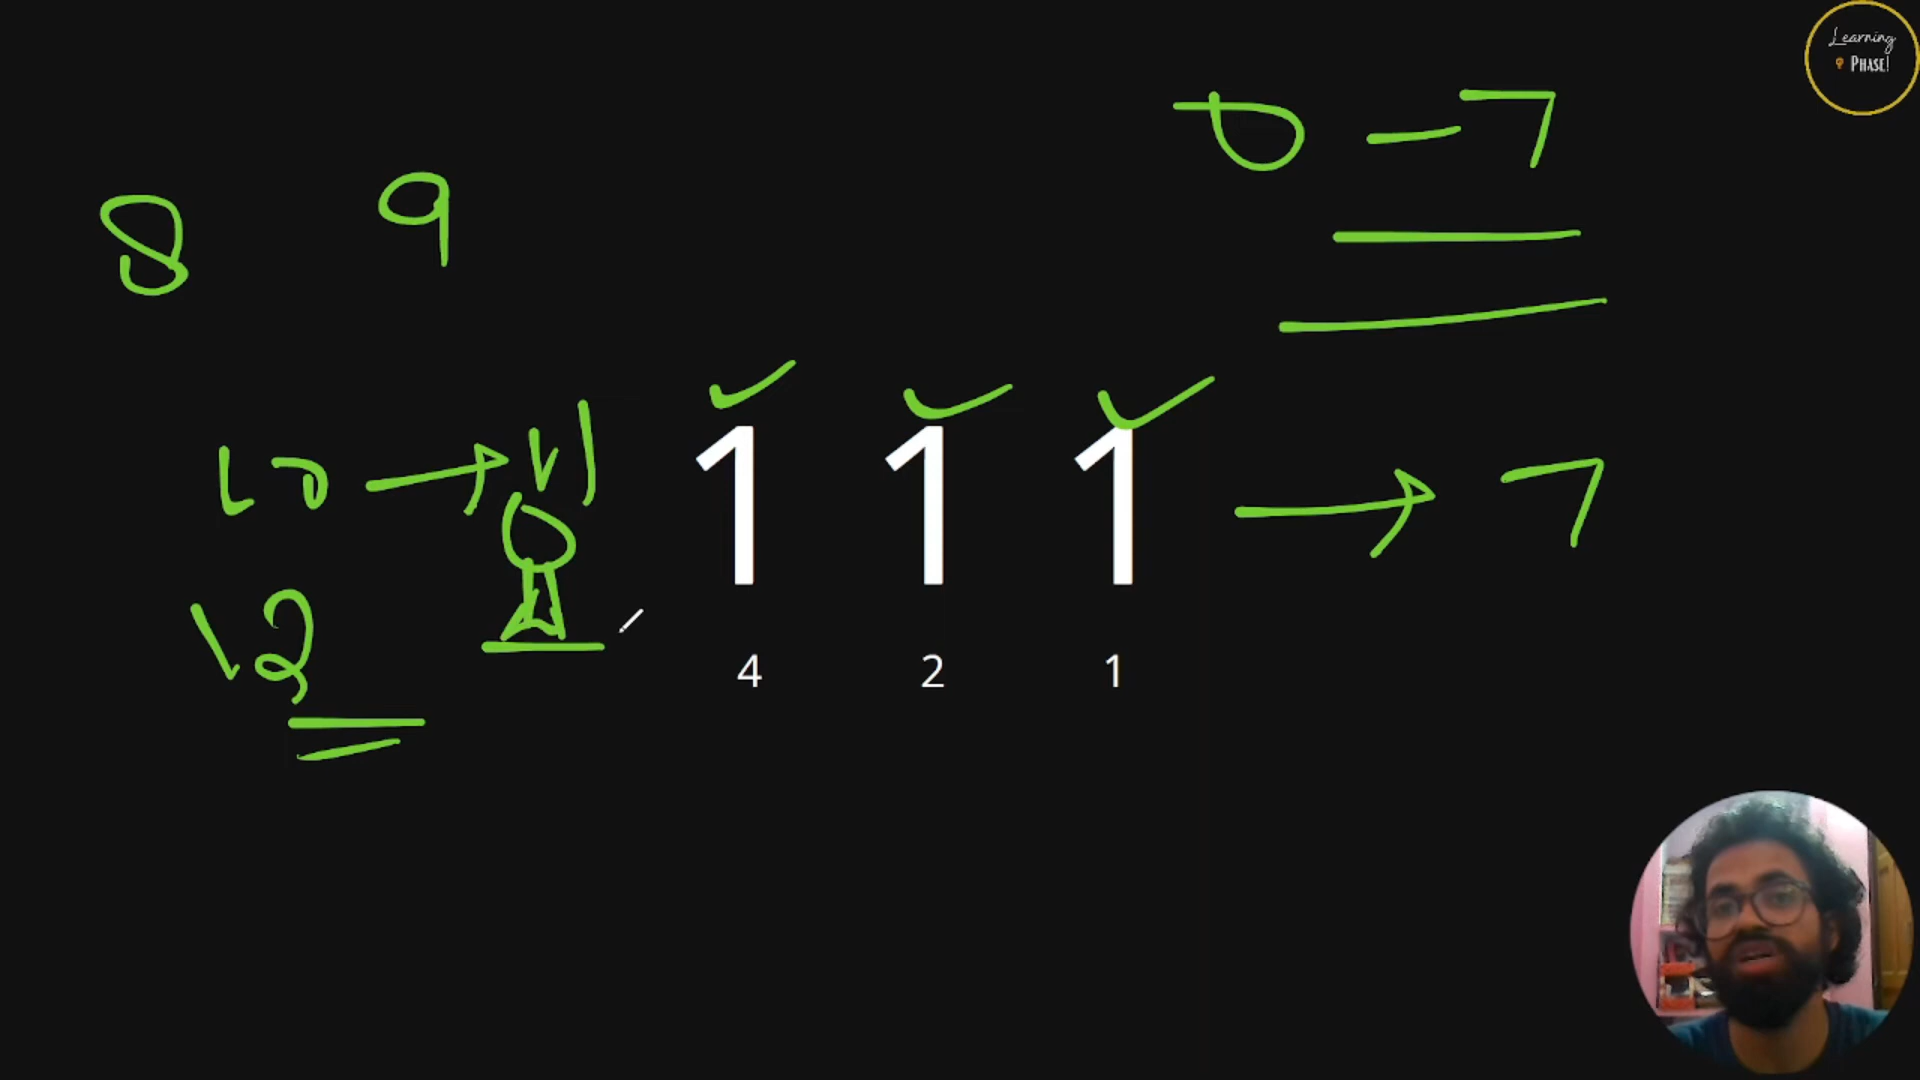 Learning
PHASE!
0 - 7
8 9
10 → 11 1 1 1 → 7
12
4 2 1